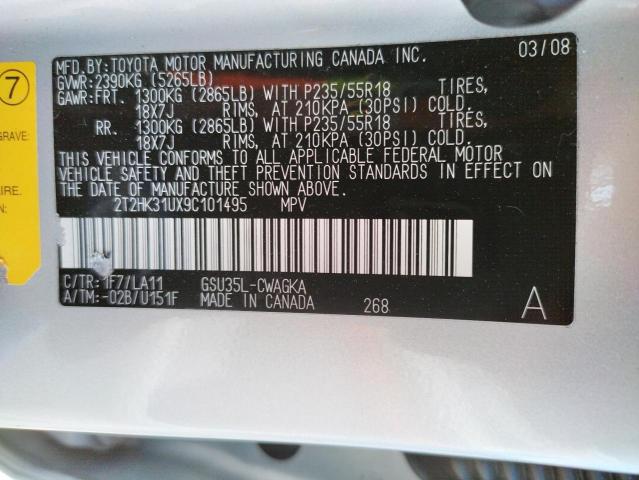 MFD.BY:TOYOTA MOTOR MANUFACTURING CANADA INC. 03/08
GVWR:2390KG (5265LB)
GAWR:FRT. 1300KG (2865LB) WITH P235/55R18 TIRES,
18X7J RIMS, AT 210KPA (30PSI) COLD.
RR. 1300KG (2865LB) WITH P235/55R18 TIRES,
18X7J RIMS, AT 210KPA (30PSI) COLD.
THIS VEHICLE CONFORMS TO ALL APPLICABLE FEDERAL MOTOR
VEHICLE SAFETY AND THEFT PREVENTION STANDARDS IN EFFECT ON
THE DATE OF MANUFACTURE SHOWN ABOVE.
2T2HK31UX9C101495 MPV
C/TR:1F7/LA11 GSU35L-CWAGKA
A/TM:-02B/U151F MADE IN CANADA 268 A
7
GRAVE:
AIRE.
N: